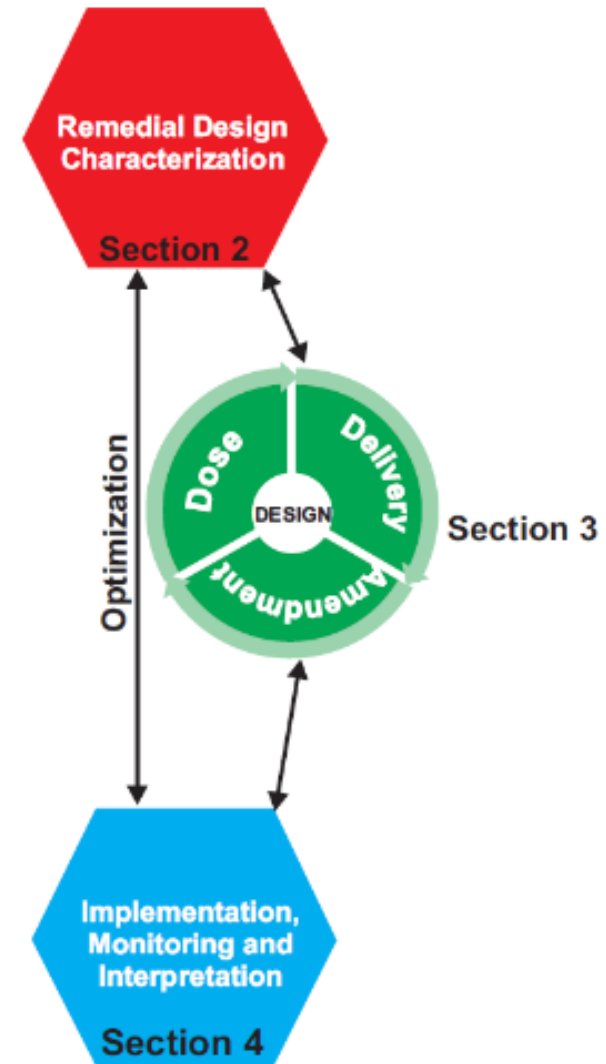 Remedial Design
Characterization
Section 2
Optimization
Dose
Delivery
DESIGN
Amendment
Section 3
Implementation,
Monitoring and
Interpretation
Section 4